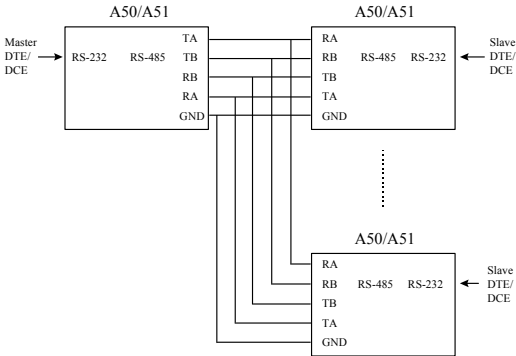 A50/A51
A50/A51
Master
DTE/
DCE
RS-232
RS-485
TA
TB
RB
RA
GND
RA
RB
TB
TA
GND
RS-485
RS-232
Slave
DTE/
DCE
A50/A51
RA
RB
TB
TA
GND
RS-485
RS-232
Slave
DTE/
DCE